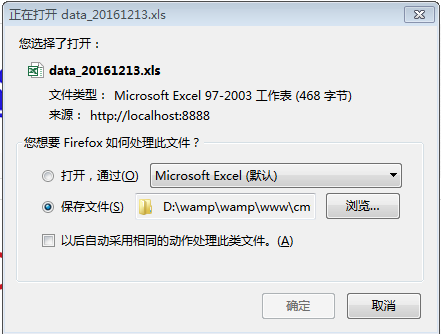 正在打开 data_20161213.xls
您选择了打开：
data_20161213.xls
文件类型： Microsoft Excel 97-2003 工作表 (468 字节)
来源： http://localhost:8888
您想要 Firefox 如何处理此文件？
打开，通过(O) Microsoft Excel (默认)
保存文件(S) D:\wamp\wamp\www\cm 浏览...
以后自动采用相同的动作处理此类文件。(A)
确定 取消